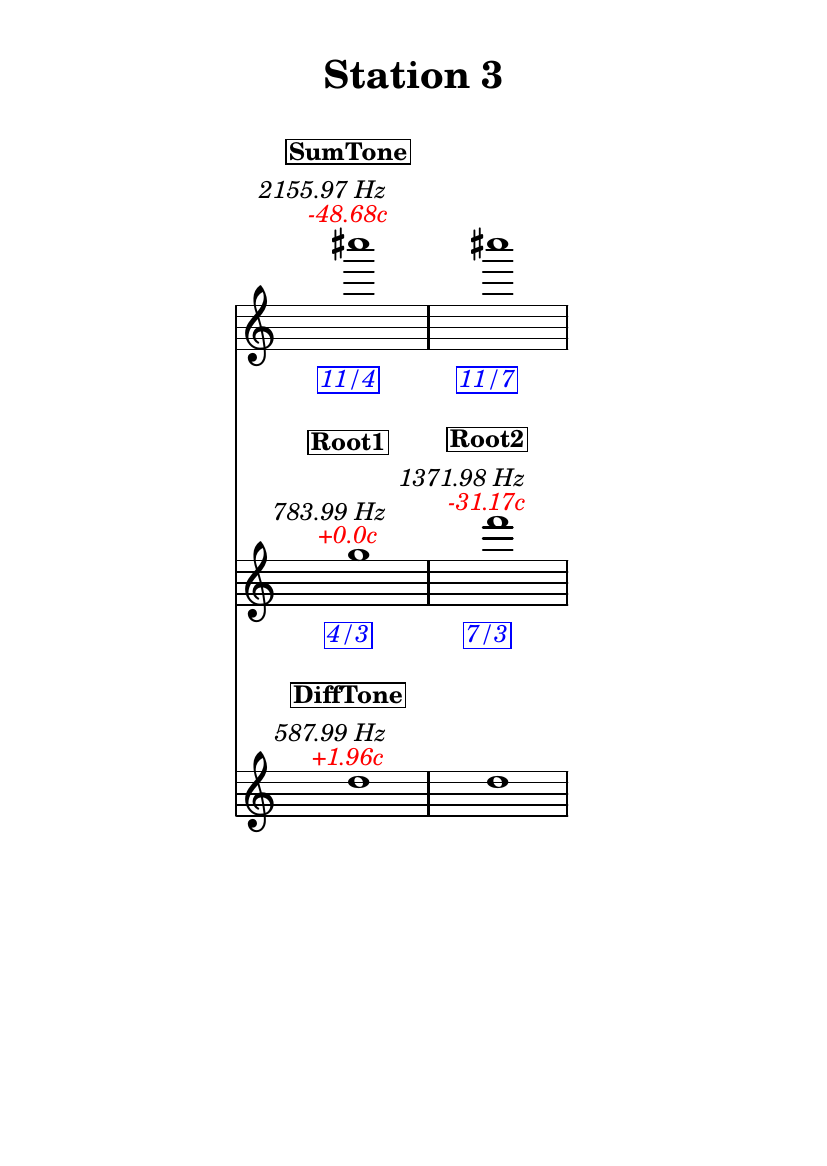 Station 3
SumTone
2155.97 Hz
-48.68c
11/4 11/7
Root1 Root2
1371.98 Hz
-31.17c
783.99 Hz
+0.0c
4/3 7/3
DiffTone
587.99 Hz
+1.96c